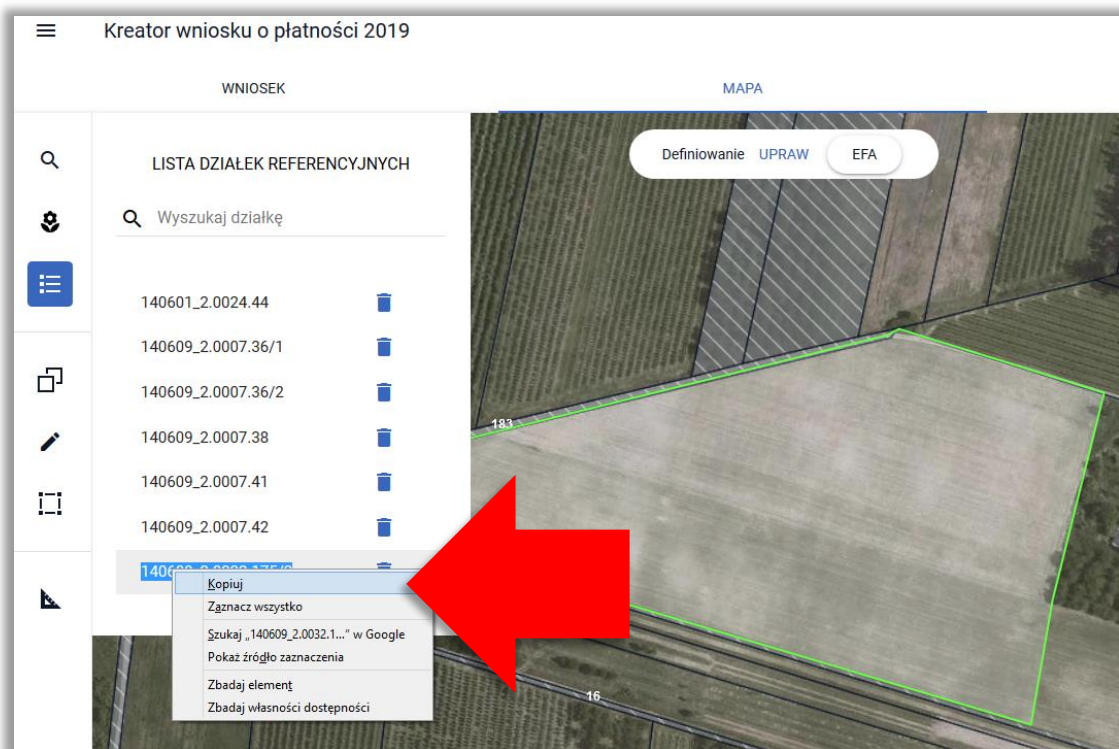 Kreator wniosku o płatności 2019
WNIOSEK
MAPA
LISTA DZIAŁEK REFERENCYJNYCH
Definiowanie UPRAW EFA
Wyszukaj działkę
140601_2.0024.44
140609_2.0007.36/1
140609_2.0007.36/2
140609_2.0007.38
140609_2.0007.41
140609_2.0007.42
Kopiuj
Zaznacz wszystko
Szukaj „140609_2.0032.1...” w Google
Pokaż źródło zaznaczenia
Zbadaj element
Zbadaj własności dostępności
183
16